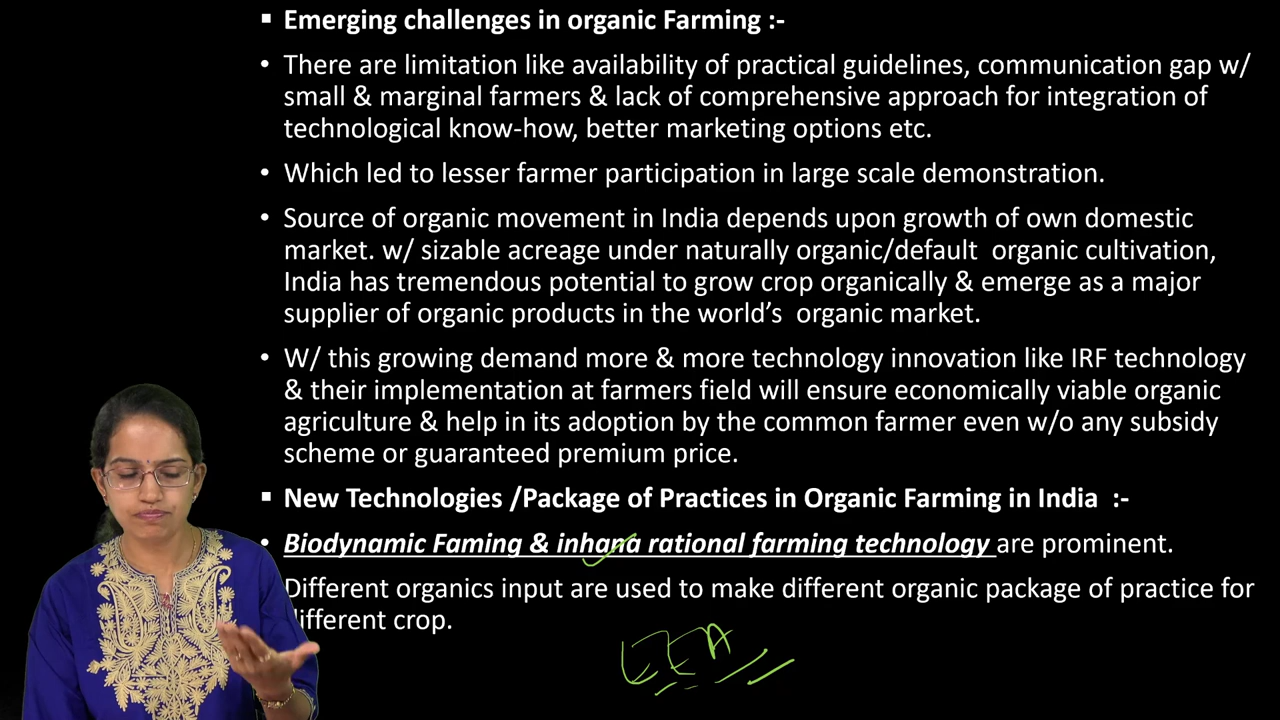 ▪ Emerging challenges in organic Farming :-
• There are limitation like availability of practical guidelines, communication gap w/
small & marginal farmers & lack of comprehensive approach for integration of
technological know-how, better marketing options etc.
• Which led to lesser farmer participation in large scale demonstration.
• Source of organic movement in India depends upon growth of own domestic
market. w/ sizable acreage under naturally organic/default organic cultivation,
India has tremendous potential to grow crop organically & emerge as a major
supplier of organic products in the world’s organic market.
• W/ this growing demand more & more technology innovation like IRF technology
& their implementation at farmers field will ensure economically viable organic
agriculture & help in its adoption by the common farmer even w/o any subsidy
scheme or guaranteed premium price.
▪ New Technologies /Package of Practices in Organic Farming in India :-
• Biodynamic Faming & inhana rational farming technology are prominent.
Different organics input are used to make different organic package of practice for
different crop.
EEA